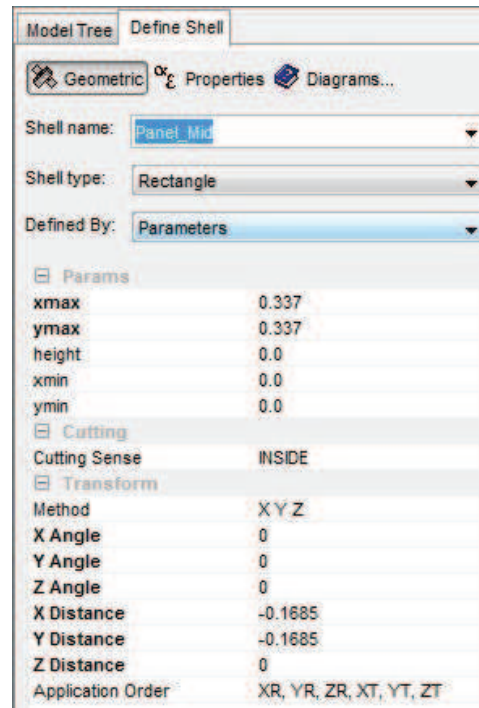 Model Tree Define Shell
Geometric αε Properties Diagrams...
Shell name: Panel_Mid
Shell type: Rectangle
Defined By: Parameters
Params
xmax 0.337
ymax 0.337
height 0.0
xmin 0.0
ymin 0.0
Cutting
Cutting Sense INSIDE
Transform
Method X Y Z
X Angle 0
Y Angle 0
Z Angle 0
X Distance -0.1685
Y Distance -0.1685
Z Distance 0
Application Order XR, YR, ZR, XT, YT, ZT